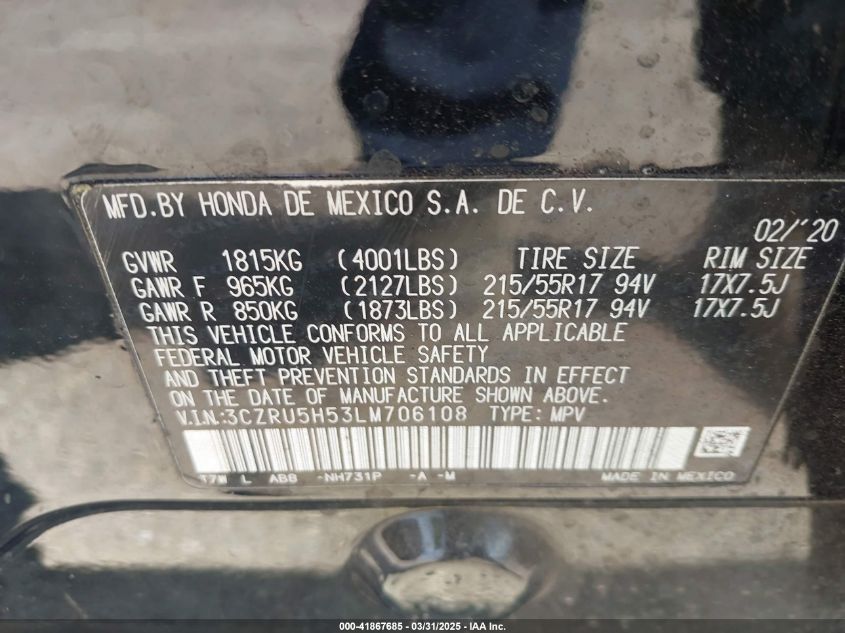 MFD.BY HONDA DE MEXICO S.A. DE C.V.
02/'20
GVWR 1815KG (4001LBS) TIRE SIZE RIM SIZE
GAWR F 965KG (2127LBS) 215/55R17 94V 17X7.5J
GAWR R 850KG (1873LBS) 215/55R17 94V 17X7.5J
THIS VEHICLE CONFORMS TO ALL APPLICABLE
FEDERAL MOTOR VEHICLE SAFETY
AND THEFT PREVENTION STANDARDS IN EFFECT
ON THE DATE OF MANUFACTURE SHOWN ABOVE.
V.I.N.:3CZRU5H53LM706108 TYPE: MPV
T7W L ABB -NH731P -A -M MADE IN MEXICO
000-41867685 - 03/31/2025 - IAA Inc.